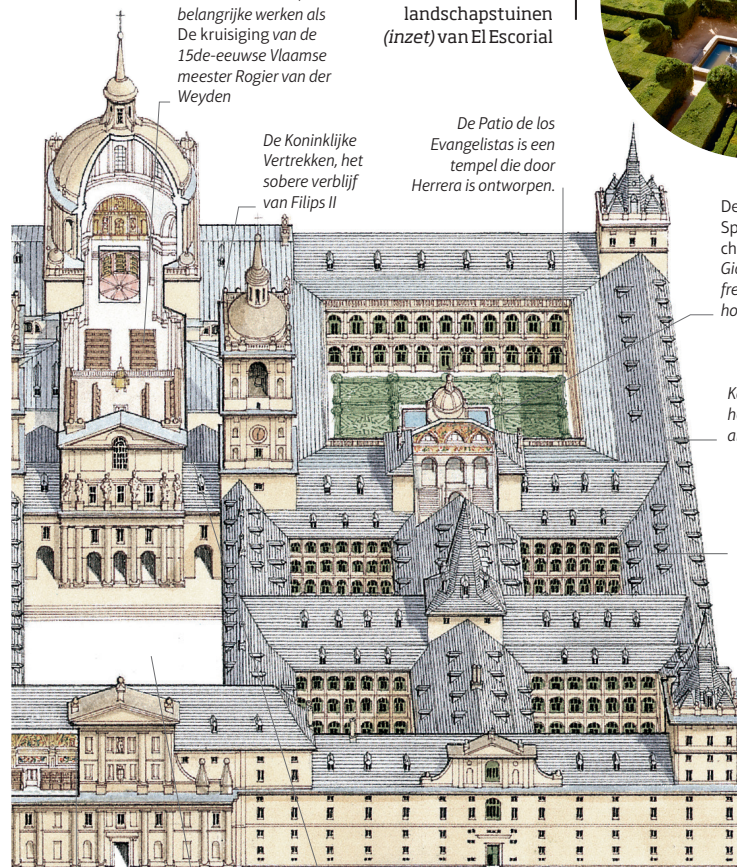 belangrijke werken als
De kruisiging van de
15de-eeuwse Vlaamse
meester Rogier van der
Weyden
landschapstuinen
(inzet) van El Escorial
De Koninklijke
Vertrekken, het
sobere verblijf
van Filips II
De Patio de los
Evangelistas is een
tempel die door
Herrera is ontworpen.